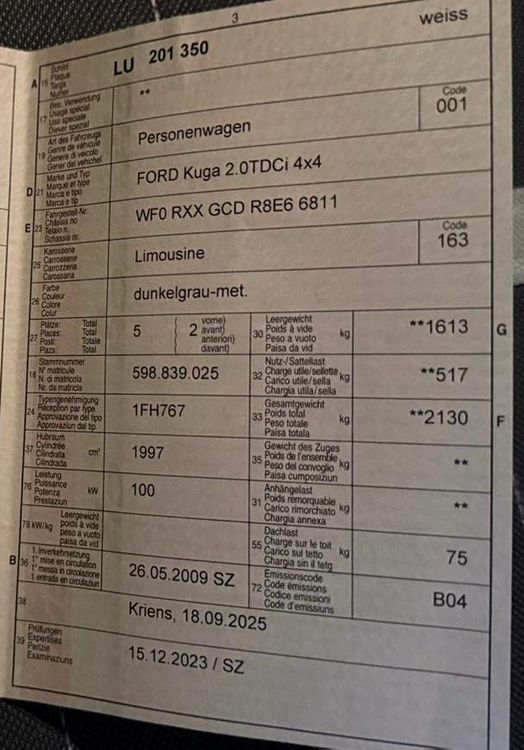 3
A 15 Schild
Plaque
Targa
Numer
LU 201 350
weiss
17 Bes. Verwendung
Usage spécial
Uso speciale
Diever spezial
**
19 Art des Fahrzeugs
Genre de véhicule
Genere di veicolo
Gener dal vehichel
Personenwagen
Code
001
D 21 Marke und Typ
Marque et type
Marca e tipo
Marca e tip
FORD Kuga 2.0TDCi 4x4
E 23 Fahrgestell-Nr.
Châssis no
Telaio n.
Schassis nr.
WF0 RXX GCD R8E6 6811
25 Karosserie
Carrosserie
Carrozzeria
Carossaria
Limousine
Code
163
26 Farbe
Couleur
Colore
Colur
dunkelgrau-met.
27 Plätze: Total
Places: Total
Posti: Totale
Plazs: Total
5
2
vorne)
avant)
anteriori)
davant)
30 Leergewicht
Poids à vide
Peso a vuoto
Paisa da vid
kg
**1613
G
18 Stammnummer
N° matricule
N. di matricola
Nr. da matricla
598.839.025
32 Nutz-/Sattellast
Charge utile/sellette
Carico utile/sella
Chargia utila/sella
kg
**517
24 Typengenehmigung
Réception par type
Approvazione del tipo
Approvaziun dal tip
1FH767
33 Gesamtgewicht
Poids total
Peso totale
Paisa totala
kg
**2130
F
37 Hubraum
Cylindrée
Cilindrata
Cilindrada
cm³
1997
35 Gewicht des Zuges
Poids de l'ensemble
Peso del convoglio
Paisa cumposiziun
kg
**
76 Leistung
Puissance
Potenza
Prestaziun
kW
100
31 Anhängelast
Poids remorquable
Carico rimorchiato
Chargia annexa
kg
**
78 kW/kg Leergewicht
poids à vide
peso a vuoto
paisa da vid
55 Dachlast
Charge sur le toit
Carico sul tetto
Chargia sin il tetg
kg
75
B 36 1. Inverkehrsetzung
1re mise en circulation
1a messa in circolazione
1. entrada en circulaziun
26.05.2009 SZ
72 Emissionscode
Code émissions
Codice emissioni
Code d'emissiuns
B04
38
Kriens, 18.09.2025
39 Prüfungen
Expertises
Perizie
Examinaziuns
15.12.2023 / SZ